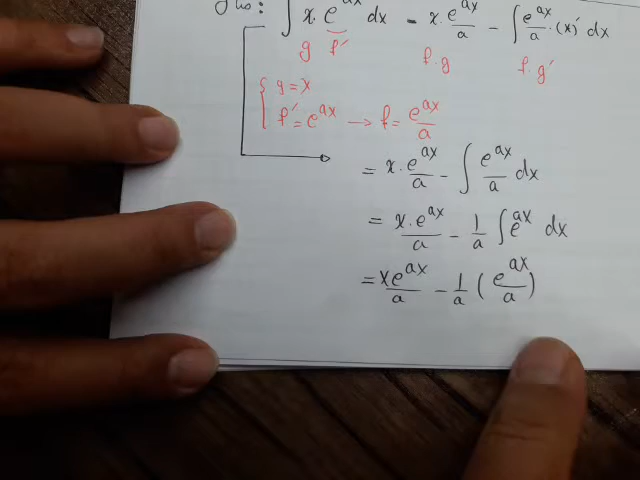 ∫ x. e^ax dx = x. e^ax/a - ∫ e^ax/a . (x)' dx
g f' f.g f.g'
{ g = x
f' = e^ax → f = e^ax/a
= x. e^ax/a - ∫ e^ax/a dx
= x. e^ax/a - 1/a ∫ e^ax dx
= xe^ax/a - 1/a ( e^ax/a )